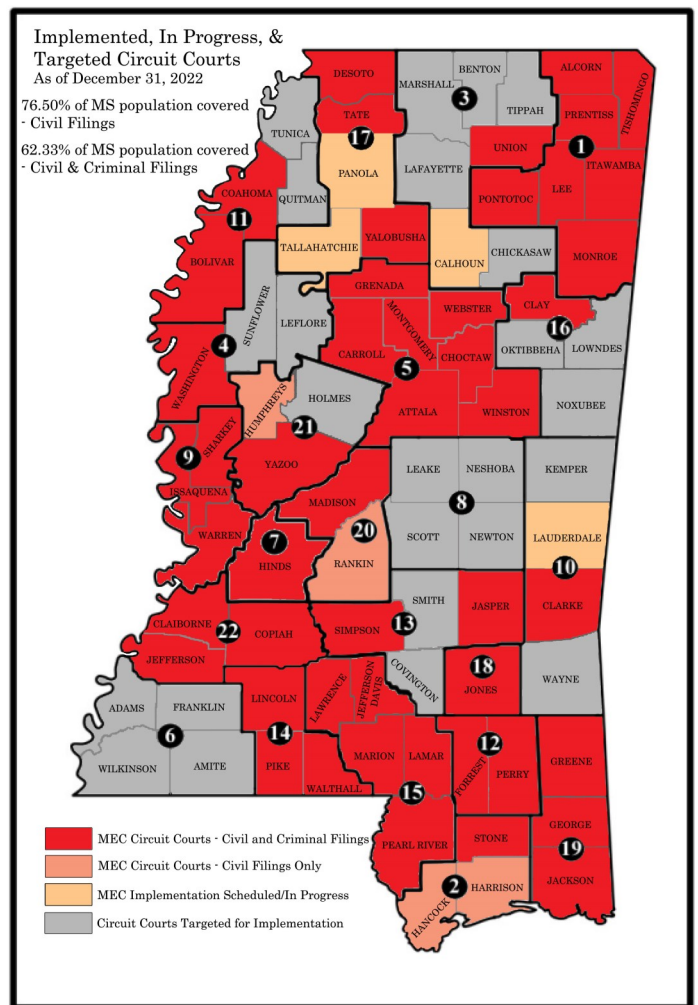 Implemented, In Progress, &
Targeted Circuit Courts
As of December 31, 2022
76.50% of MS population covered
- Civil Filings
62.33% of MS population covered
- Civil & Criminal Filings
DESOTO
MARSHALL
BENTON
3
TIPPAH
ALCORN
TISHOMINGO
PRENTISS
1
TATE
17
TUNICA
PANOLA
LAFAYETTE
UNION
ITAWAMBA
LEE
PONTOTOC
COAHOMA
QUITMAN
11
BOLIVAR
TALLAHATCHIE
YALOBUSHA
CALHOUN
CHICKASAW
MONROE
SUNFLOWER
LEFLORE
GRENADA
MONTGOMERY
WEBSTER
CLAY
16
OKTIBBEHA
LOWNDES
WASHINGTON
4
CARROLL
CHOCTAW
5
HUMPHREYS
HOLMES
21
ATTALA
WINSTON
NOXUBEE
SHARKEY
9
ISSAQUENA
YAZOO
LEAKE
NESHOBA
KEMPER
8
MADISON
WARREN
7
HINDS
20
RANKIN
SCOTT
NEWTON
LAUDERDALE
10
CLAIBORNE
22
COPIAH
SIMPSON
13
SMITH
JASPER
CLARKE
JEFFERSON
ADAMS
FRANKLIN
LINCOLN
LAWRENCE
JEFFERSON
DAVIS
COVINGTON
18
JONES
WAYNE
6
WILKINSON
AMITE
14
PIKE
WALTHALL
MARION
LAMAR
15
12
FORREST
PERRY
GREENE
PEARL RIVER
STONE
GEORGE
19
JACKSON
2
HANCOCK
HARRISON
MEC Circuit Courts - Civil and Criminal Filings
MEC Circuit Courts - Civil Filings Only
MEC Implementation Scheduled/In Progress
Circuit Courts Targeted for Implementation